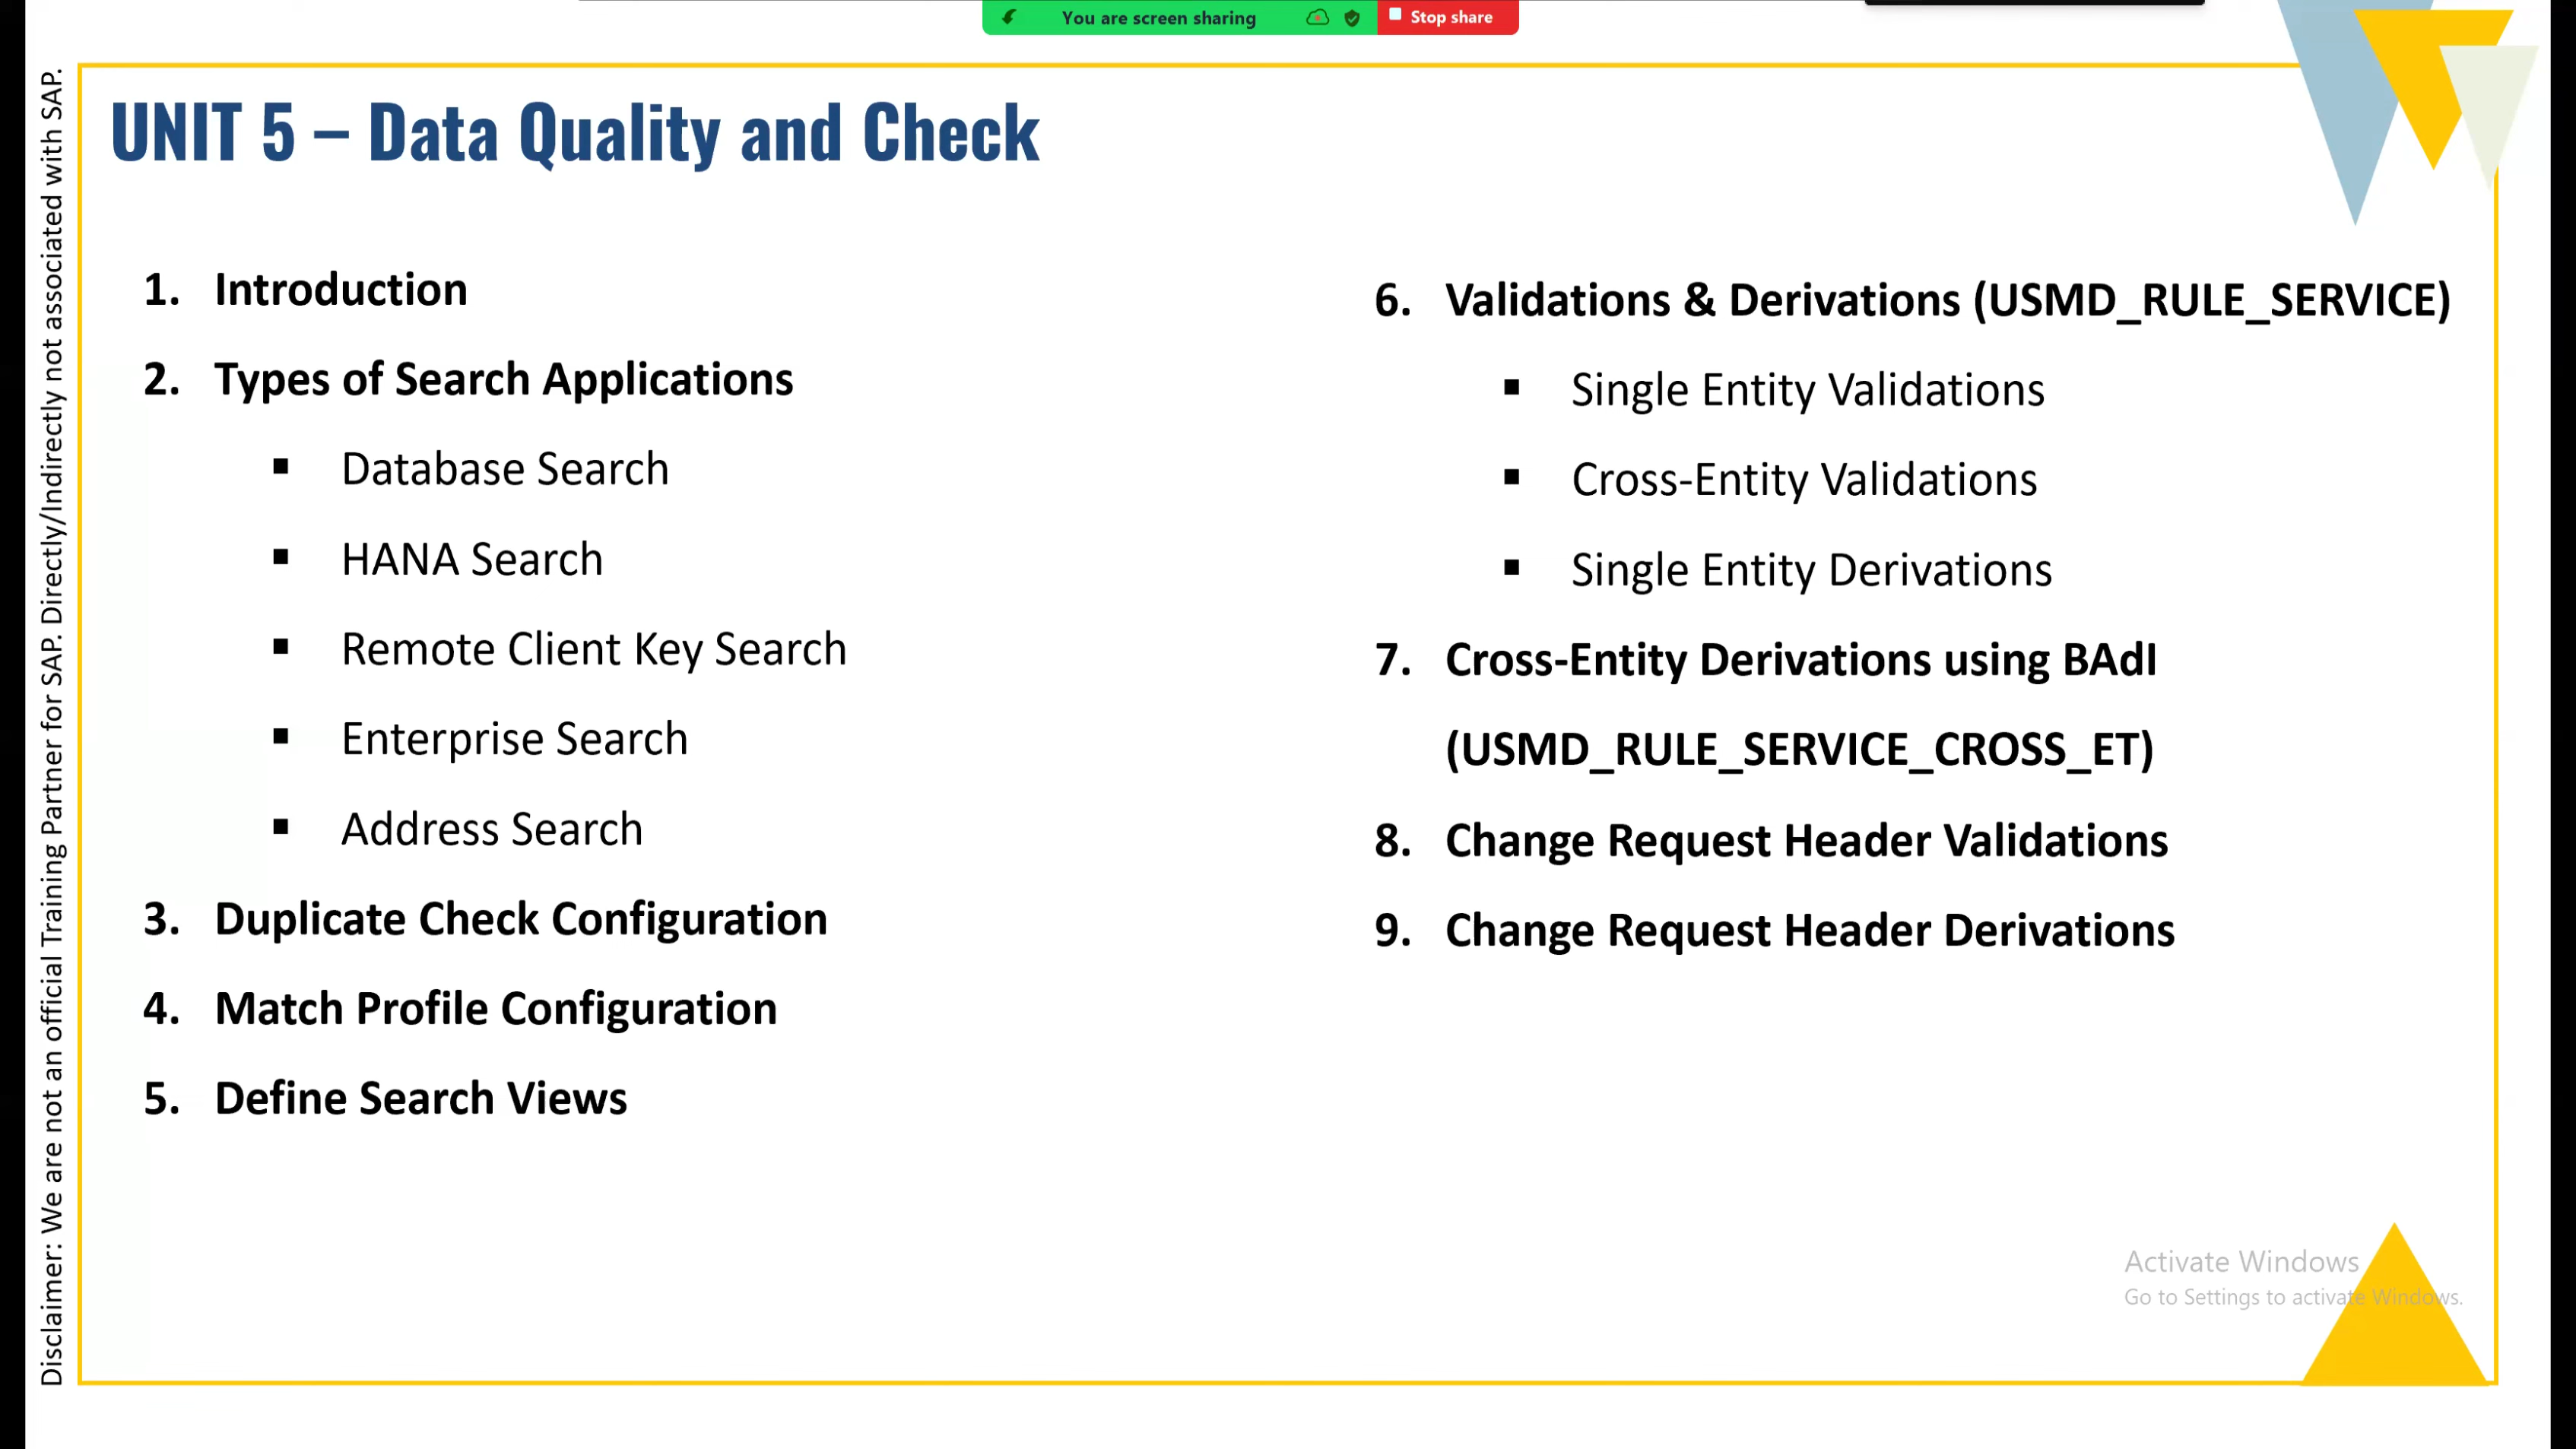 You are screen sharing
Stop share
Disclaimer: We are not an official Training Partner for SAP. Directly/Indirectly not associated with SAP.
UNIT 5 – Data Quality and Check
1. Introduction
2. Types of Search Applications
▪ Database Search
▪ HANA Search
▪ Remote Client Key Search
▪ Enterprise Search
▪ Address Search
3. Duplicate Check Configuration
4. Match Profile Configuration
5. Define Search Views
6. Validations & Derivations (USMD_RULE_SERVICE)
▪ Single Entity Validations
▪ Cross-Entity Validations
▪ Single Entity Derivations
7. Cross-Entity Derivations using BAdI
(USMD_RULE_SERVICE_CROSS_ET)
8. Change Request Header Validations
9. Change Request Header Derivations
Activate Windows
Go to Settings to activate Windows.